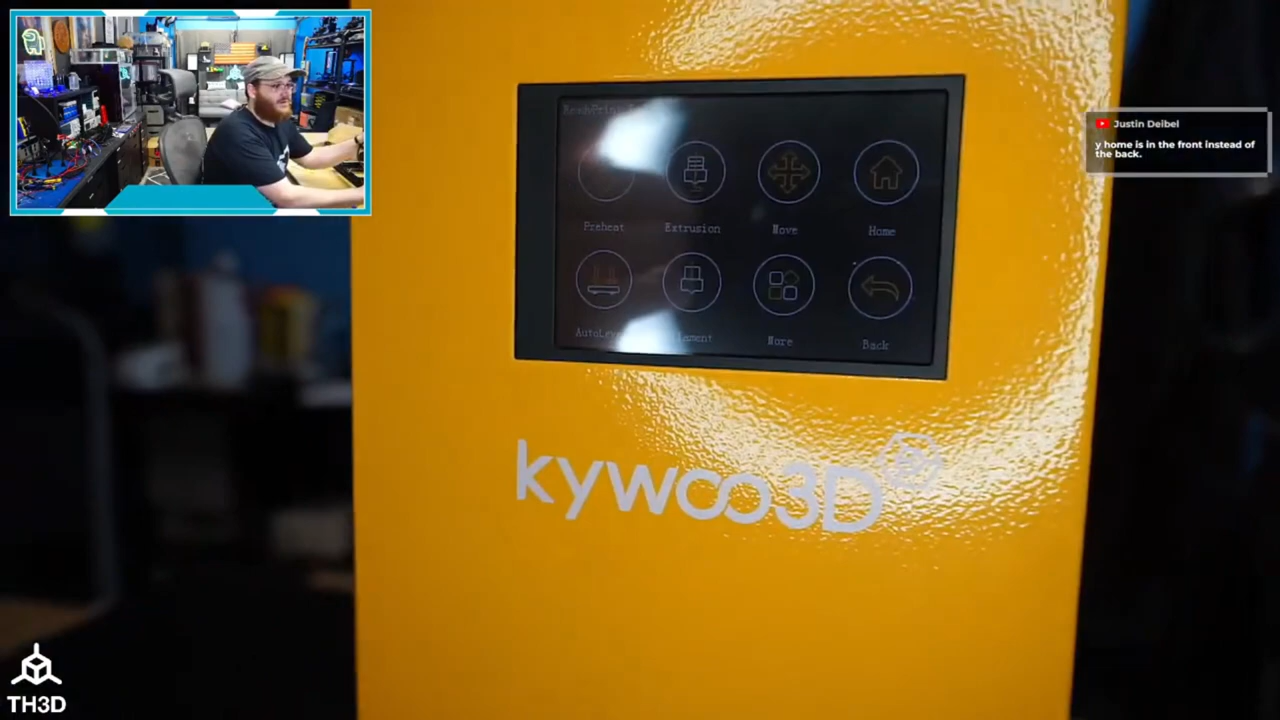 Justin Deibel
y home is in the front instead of
the back.
Preheat
Extrusion
Move
Home
More
Back
kywoo3D
TH3D